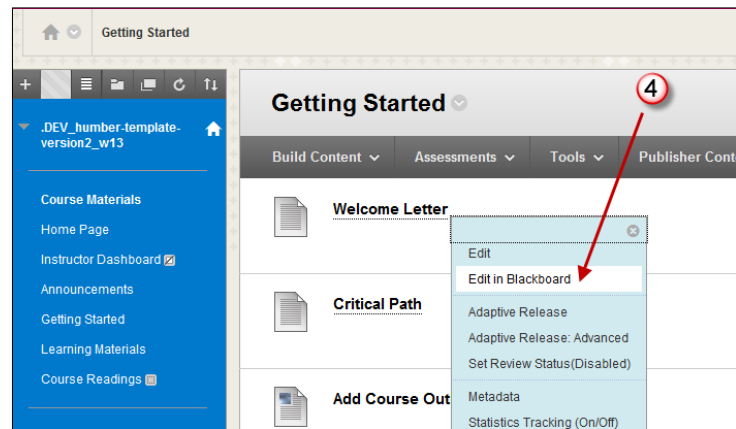 Getting Started
.DEV_humber-template-
version2_w13
Course Materials
Home Page
Instructor Dashboard
Announcements
Getting Started
Learning Materials
Course Readings
Getting Started
4
Build Content
Assessments
Tools
Publisher Cont
Welcome Letter
Edit
Edit in Blackboard
Adaptive Release
Adaptive Release: Advanced
Set Review Status(Disabled)
Metadata
Statistics Tracking (On/Off)
Critical Path
Add Course Out